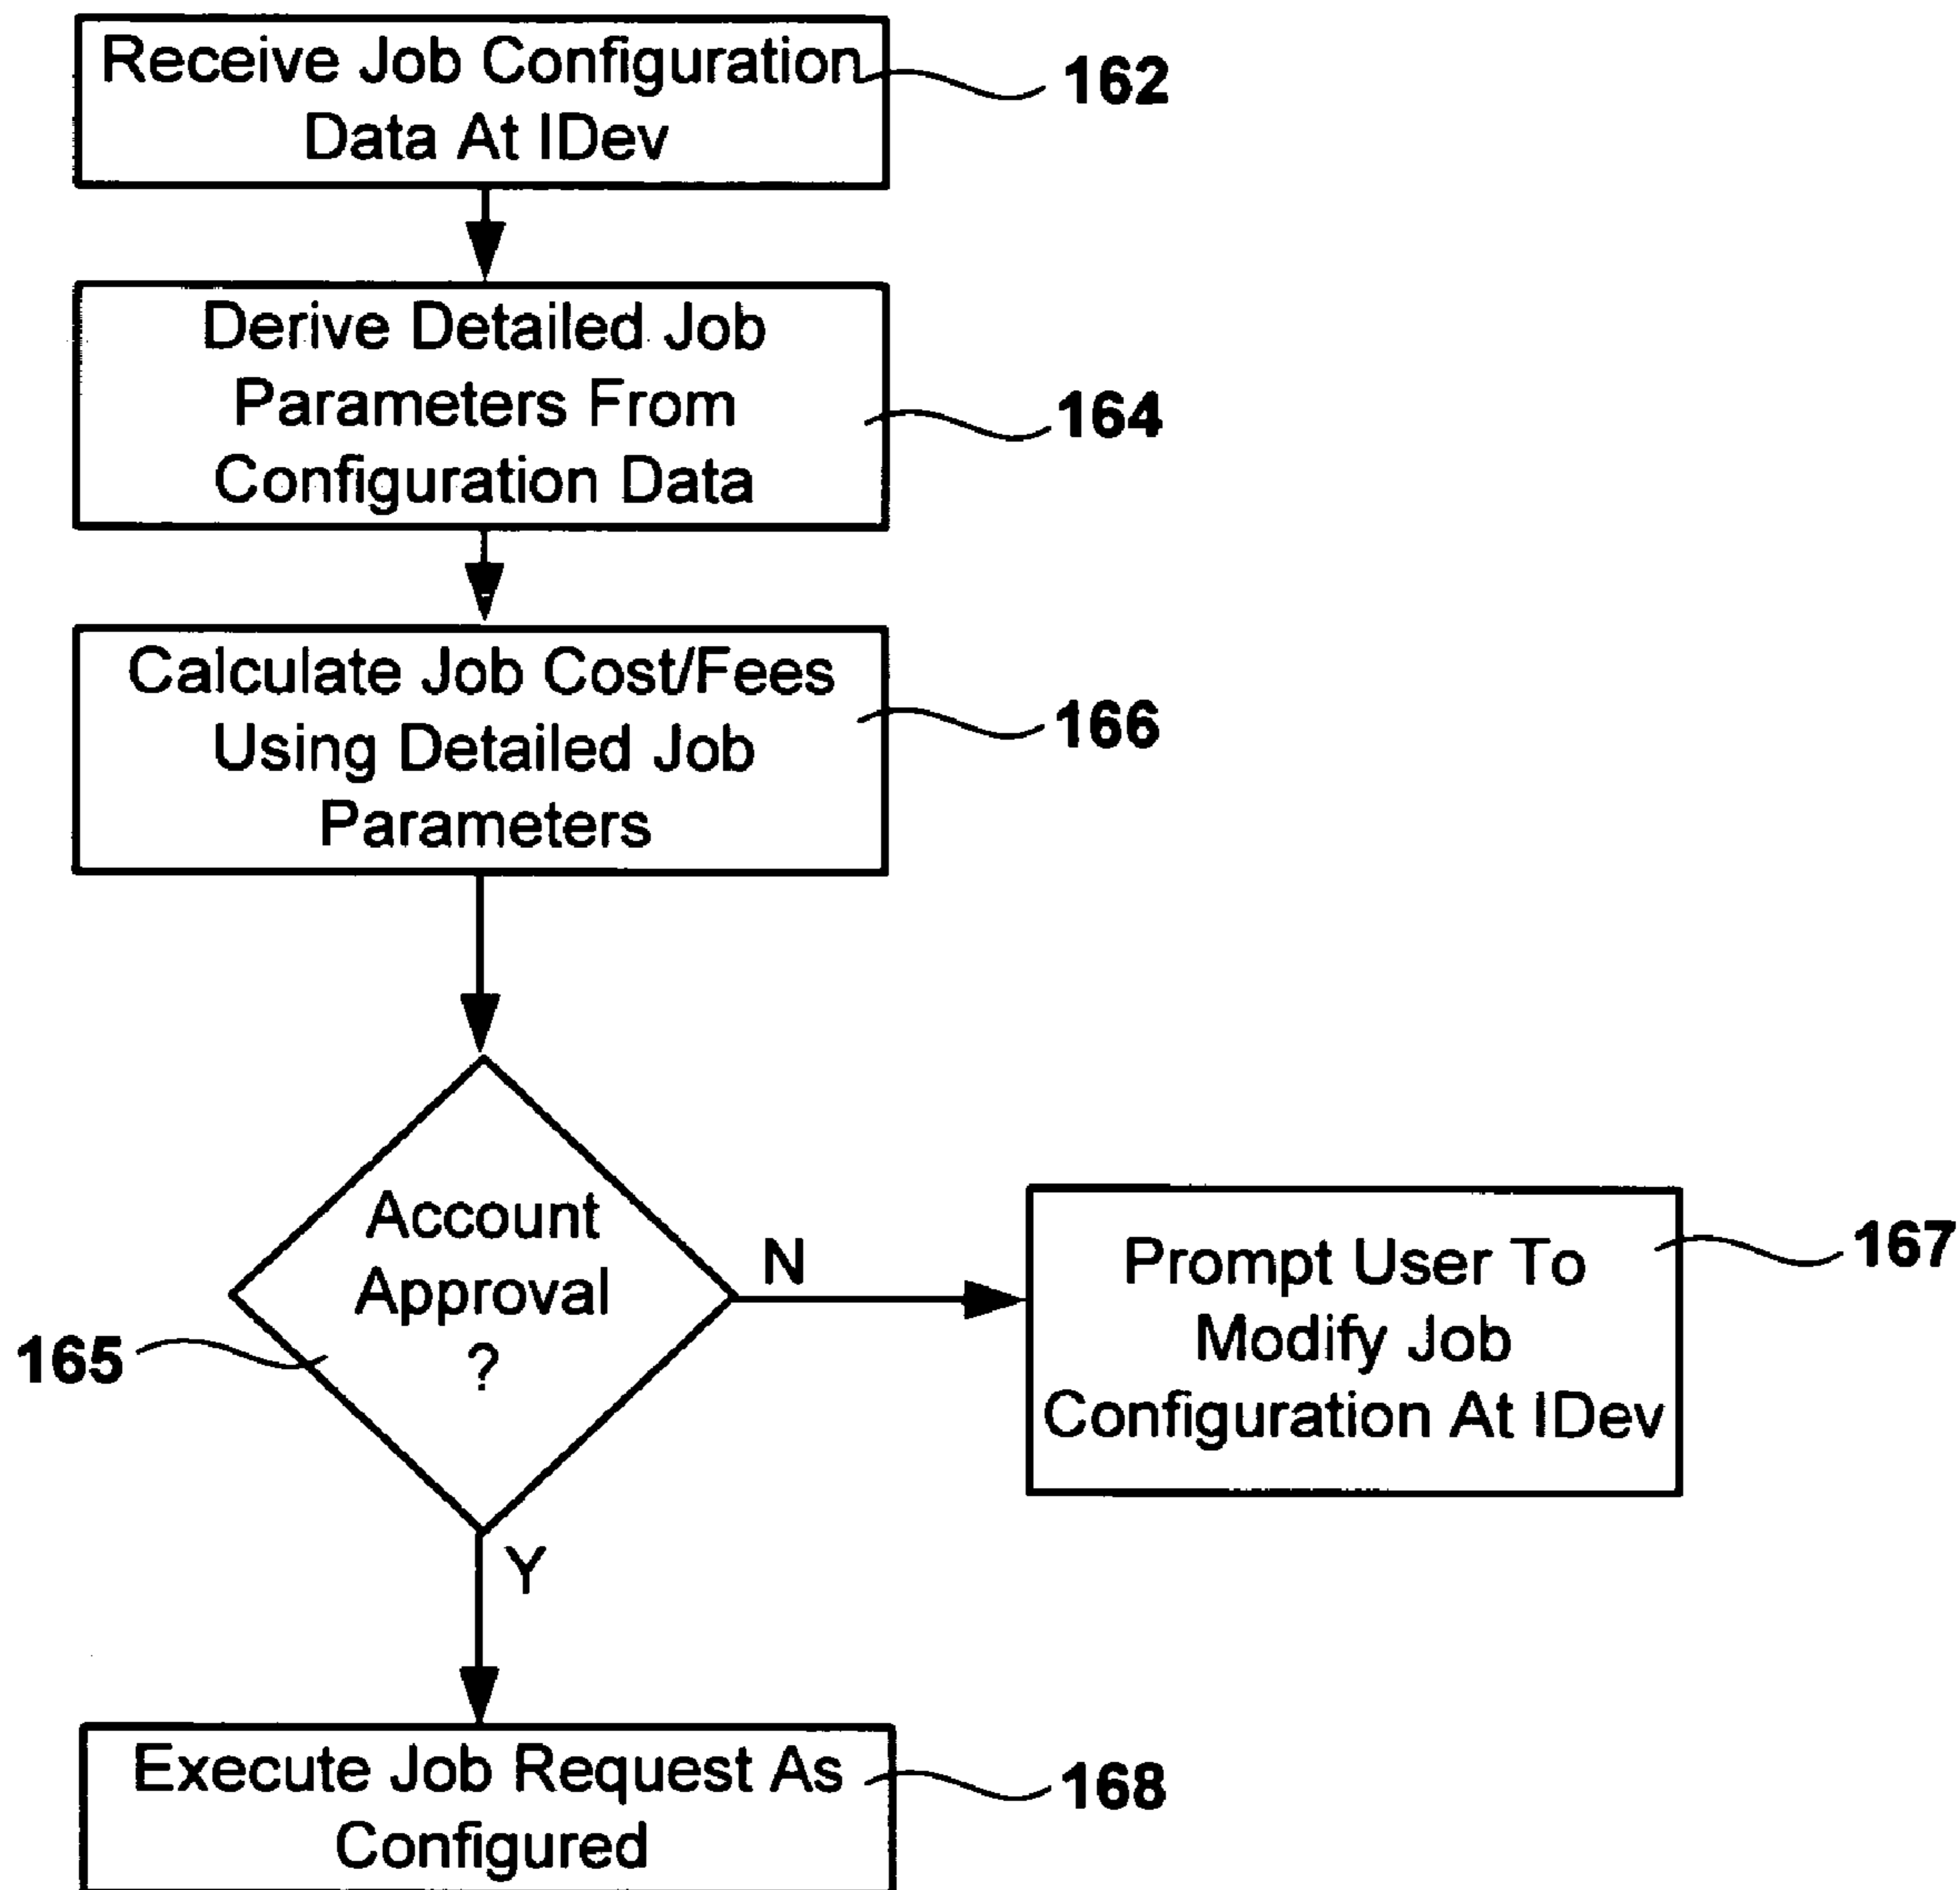 Receive Job Configuration
Data At IDev
162
Derive Detailed Job
Parameters From
Configuration Data
164
Calculate Job Cost/Fees
Using Detailed Job
Parameters
166
Account
Approval
?
165
N
Prompt User To
Modify Job
Configuration At IDev
167
Y
Execute Job Request As
Configured
168